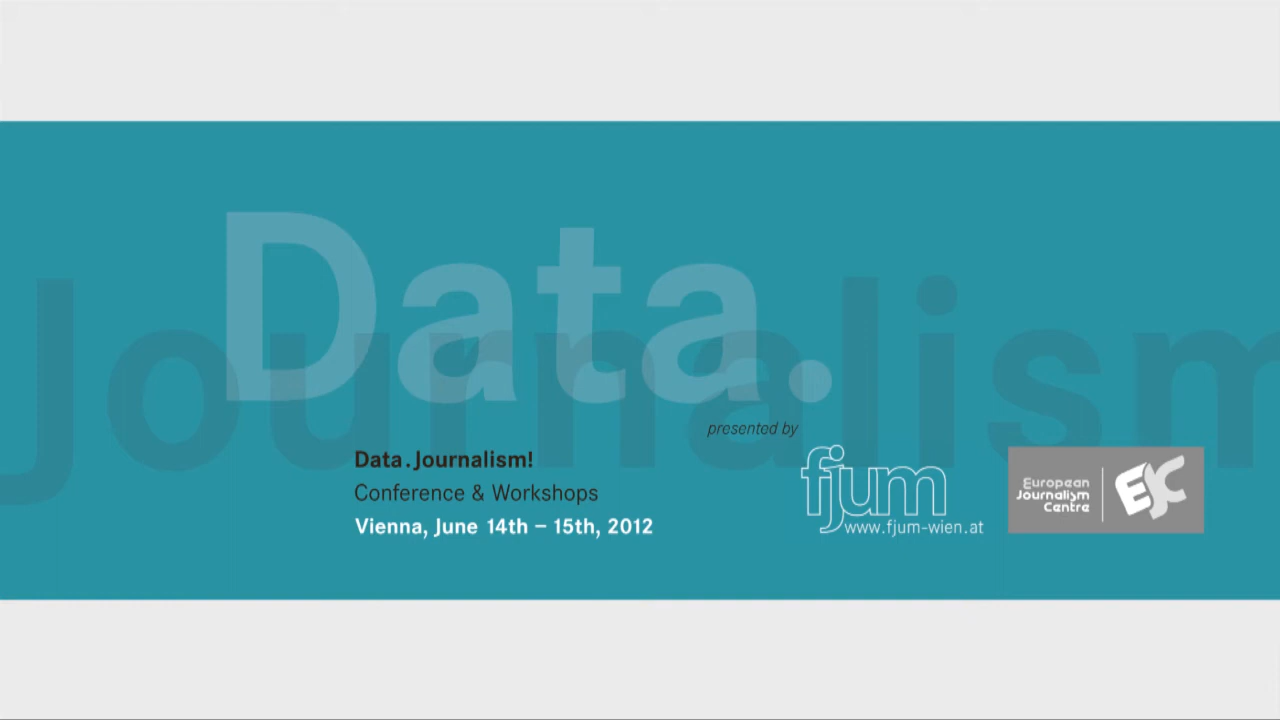 Data.
Journalism
presented by
Data.Journalism!
Conference & Workshops
Vienna, June 14th – 15th, 2012
fjum
www.fjum-wien.at
European
Journalism
Centre
EJC